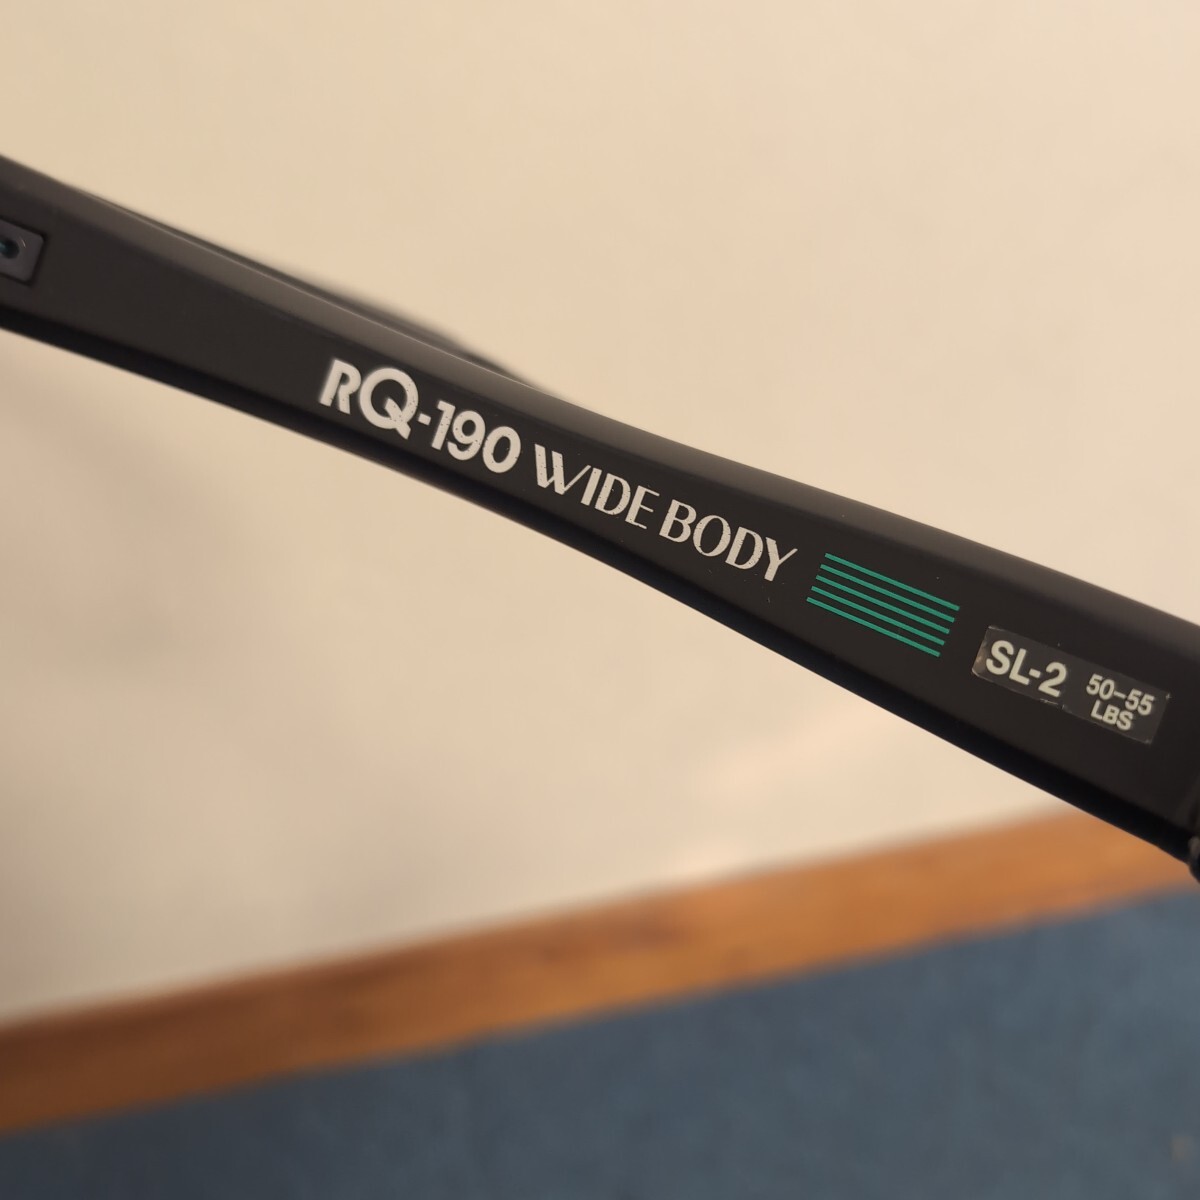 RQ-190 WIDE BODY
SL-2 50-55
LBS